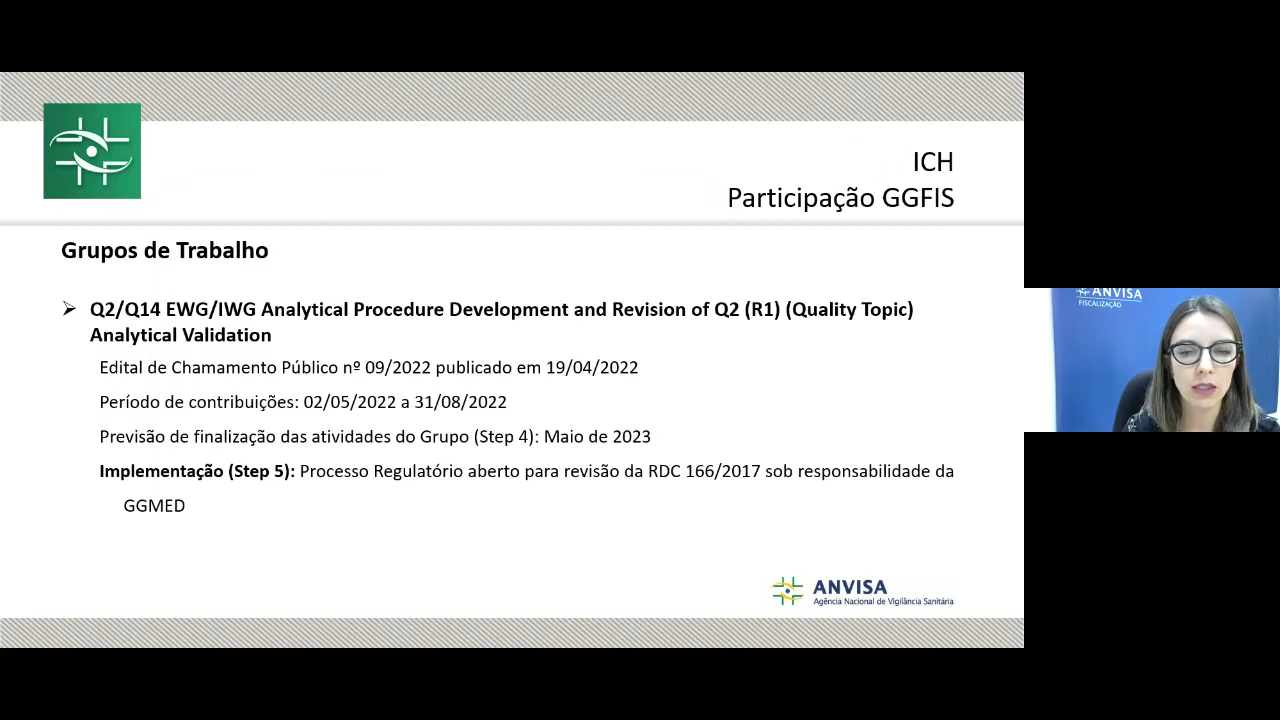 ICH
Participação GGFIS
Grupos de Trabalho
Q2/Q14 EWG/IWG Analytical Procedure Development and Revision of Q2 (R1) (Quality Topic)
Analytical Validation
Edital de Chamamento Público nº 09/2022 publicado em 19/04/2022
Período de contribuições: 02/05/2022 a 31/08/2022
Previsão de finalização das atividades do Grupo (Step 4): Maio de 2023
Implementação (Step 5): Processo Regulatório aberto para revisão da RDC 166/2017 sob responsabilidade da
GGMED
ANVISA
Agência Nacional de Vigilância Sanitária
ANVISA
FISCALIZAÇÃO